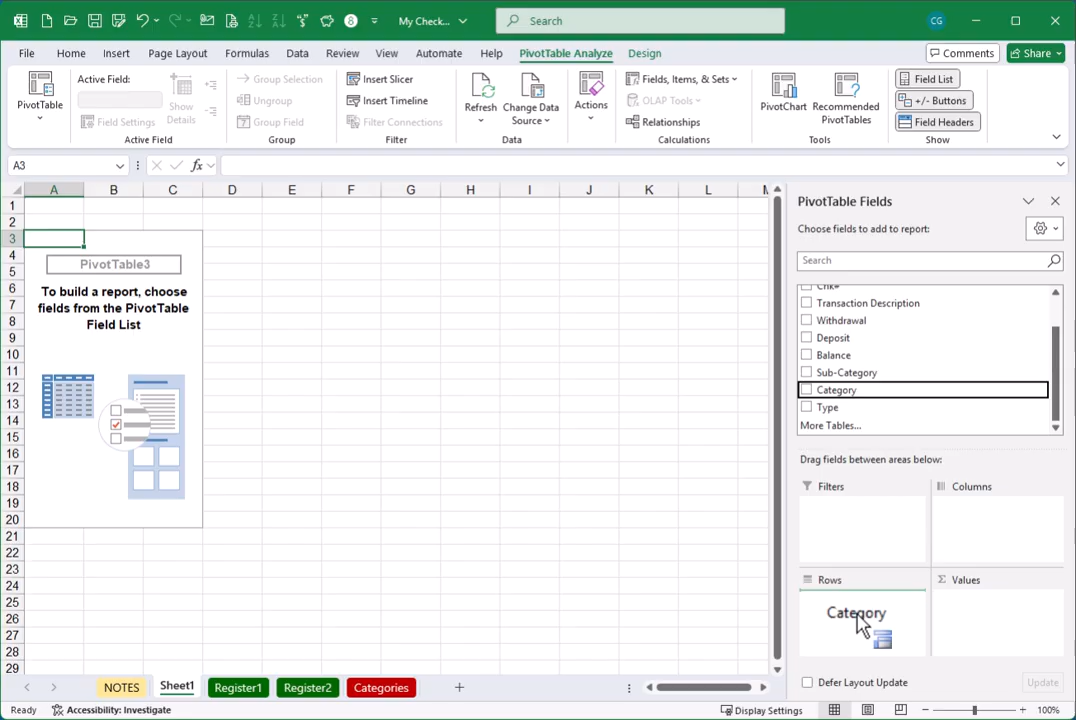 My Check...
Search
CG
File Home Insert Page Layout Formulas Data Review View Automate Help PivotTable Analyze Design Comments Share
PivotTable
Active Field:
Field Settings
Show Details
Active Field
Group Selection
Ungroup
Group Field
Group
Insert Slicer
Insert Timeline
Filter Connections
Filter
Refresh
Change Data Source
Data
Actions
Fields, Items, & Sets
OLAP Tools
Relationships
Calculations
PivotChart
Recommended PivotTables
Tools
Field List
+/- Buttons
Field Headers
Show
A3
fx
A B C D E F G H I J K L
1
2
3
4
5
6
7
8
9
10
11
12
13
14
15
16
17
18
19
20
21
22
23
24
25
26
27
28
29
PivotTable3
To build a report, choose
fields from the PivotTable
Field List
PivotTable Fields
Choose fields to add to report:
Search
Transaction Description
Withdrawal
Deposit
Balance
Sub-Category
Category
Type
More Tables...
Drag fields between areas below:
Filters
Columns
Rows
Σ Values
Category
Defer Layout Update
Update
NOTES Sheet1 Register1 Register2 Categories
Ready
Accessibility: Investigate
Display Settings
100%